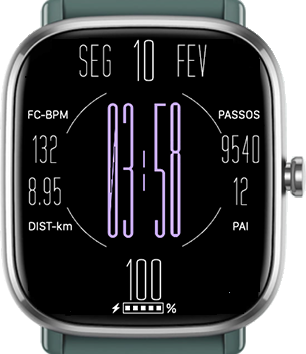 SEG 10 FEV
FC-BPM PASSOS
132 03:58 9540
8.95 12
DIST-km PAI
100
%